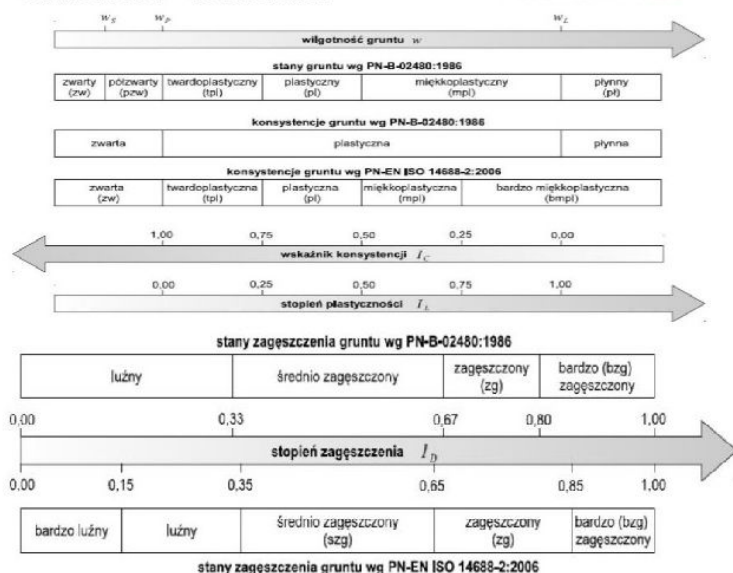 w_S w_P w_L
wilgotność gruntu w
stany gruntu wg PN-B-02480:1986
zwarty (zw) półzwarty (pzw) twardoplastyczny (tpl) plastyczny (pl) miękkoplastyczny (mpl) płynny (pł)
konsystencje gruntu wg PN-B-02480:1986
zwarta plastyczna płynna
konsystencje gruntu wg PN-EN ISO 14688-2:2006
zwarta (zw) twardoplastyczna (tpl) plastyczna (pl) miękkoplastyczna (mpl) bardzo miękkoplastyczna (bmpl)
1,00 0,75 0,50 0,25 0,00
wskaźnik konsystencji I_C
0,00 0,25 0,50 0,75 1,00
stopień plastyczności I_L
stany zagęszczenia gruntu wg PN-B-02480:1986
luźny średnio zagęszczony zagęszczony (zg) bardzo (bzg) zagęszczony
0,00 0,33 0,67 0,80 1,00
stopień zagęszczenia I_D
0,00 0,15 0,35 0,65 0,85 1,00
bardzo luźny luźny średnio zagęszczony (szg) zagęszczony (zg) bardzo (bzg) zagęszczony
stany zagęszczenia gruntu wg PN-EN ISO 14688-2:2006